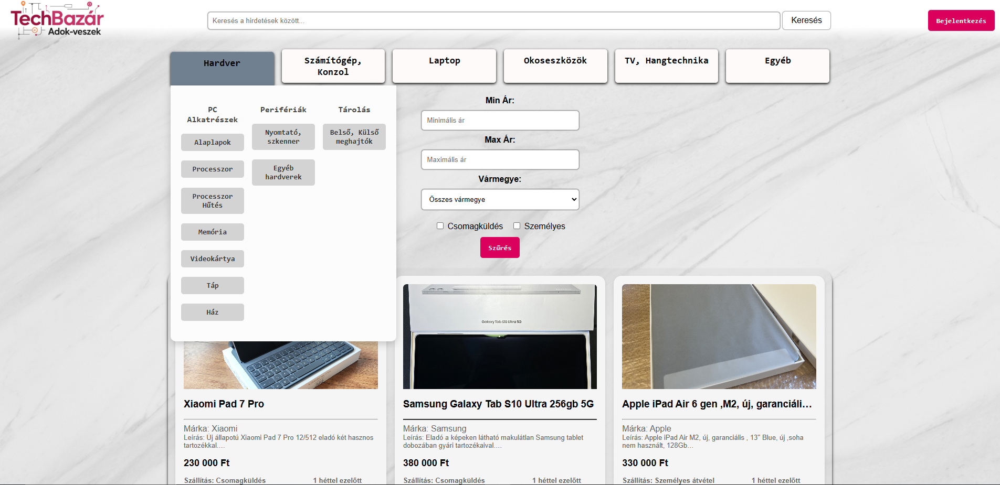 TechBazár
Adok-veszek
Keresés a hirdetések között...
Keresés
Bejelentkezés
Hardver
Számítógép,
Konzol
Laptop
Okoseszközök
TV, Hangtechnika
Egyéb
PC
Alkatrészek
Alaplapok
Processzor
Processzor
Hűtés
Memória
Videokártya
Táp
Ház
Perifériák
Nyomtató,
szkenner
Egyéb
hardverek
Tárolás
Belső, Külső
meghajtók
Min Ár:
Minimális ár
Max Ár:
Maximális ár
Vármegye:
Összes vármegye
Csomagküldés
Személyes
Szűrés
Xiaomi Pad 7 Pro
Márka: Xiaomi
Leírás: Új állapotú Xiaomi Pad 7 Pro 12/512 eladó két hasznos
tartozékkal....
230 000 Ft
Szállítás: Csomagküldés
1 héttel ezelőtt
Galaxy Tab S10 Ultra 5G
Samsung Galaxy Tab S10 Ultra 256gb 5G
Márka: Samsung
Leírás: Eladó a képeken látható makulátlan Samsung tablet
dobozában gyári tartozékaival....
380 000 Ft
Szállítás: Csomagküldés
1 héttel ezelőtt
Apple iPad Air 6 gen ,M2, új, garanciáli...
Márka: Apple
Leírás: Apple iPad Air M2, új, garanciális , 13" Blue, új ,soha
nem használt, 128Gb...
330 000 Ft
Szállítás: Személyes átvétel
1 héttel ezelőtt